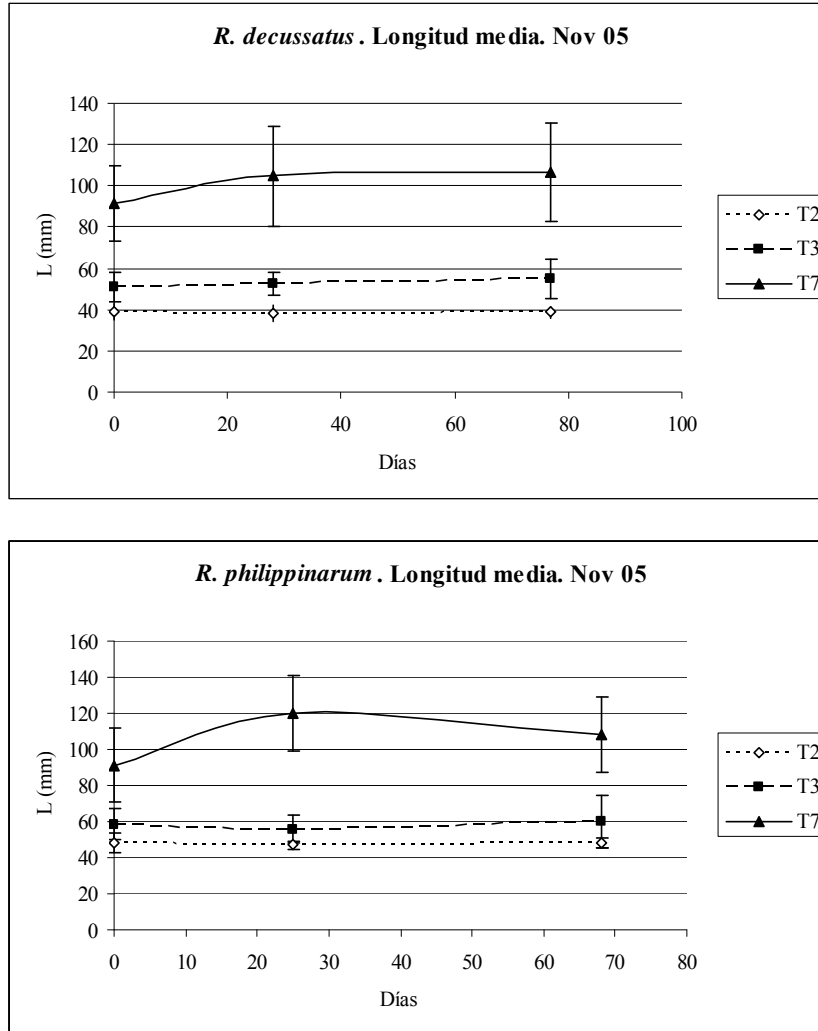 R. decussatus. Longitud media. Nov 05
140
120
100
80
60
40
20
0
L (mm)
0 20 40 60 80 100
Días
T2
T3
T7
R. philippinarum. Longitud media. Nov 05
160
140
120
100
80
60
40
20
0
L (mm)
0 10 20 30 40 50 60 70 80
Días
T2
T3
T7